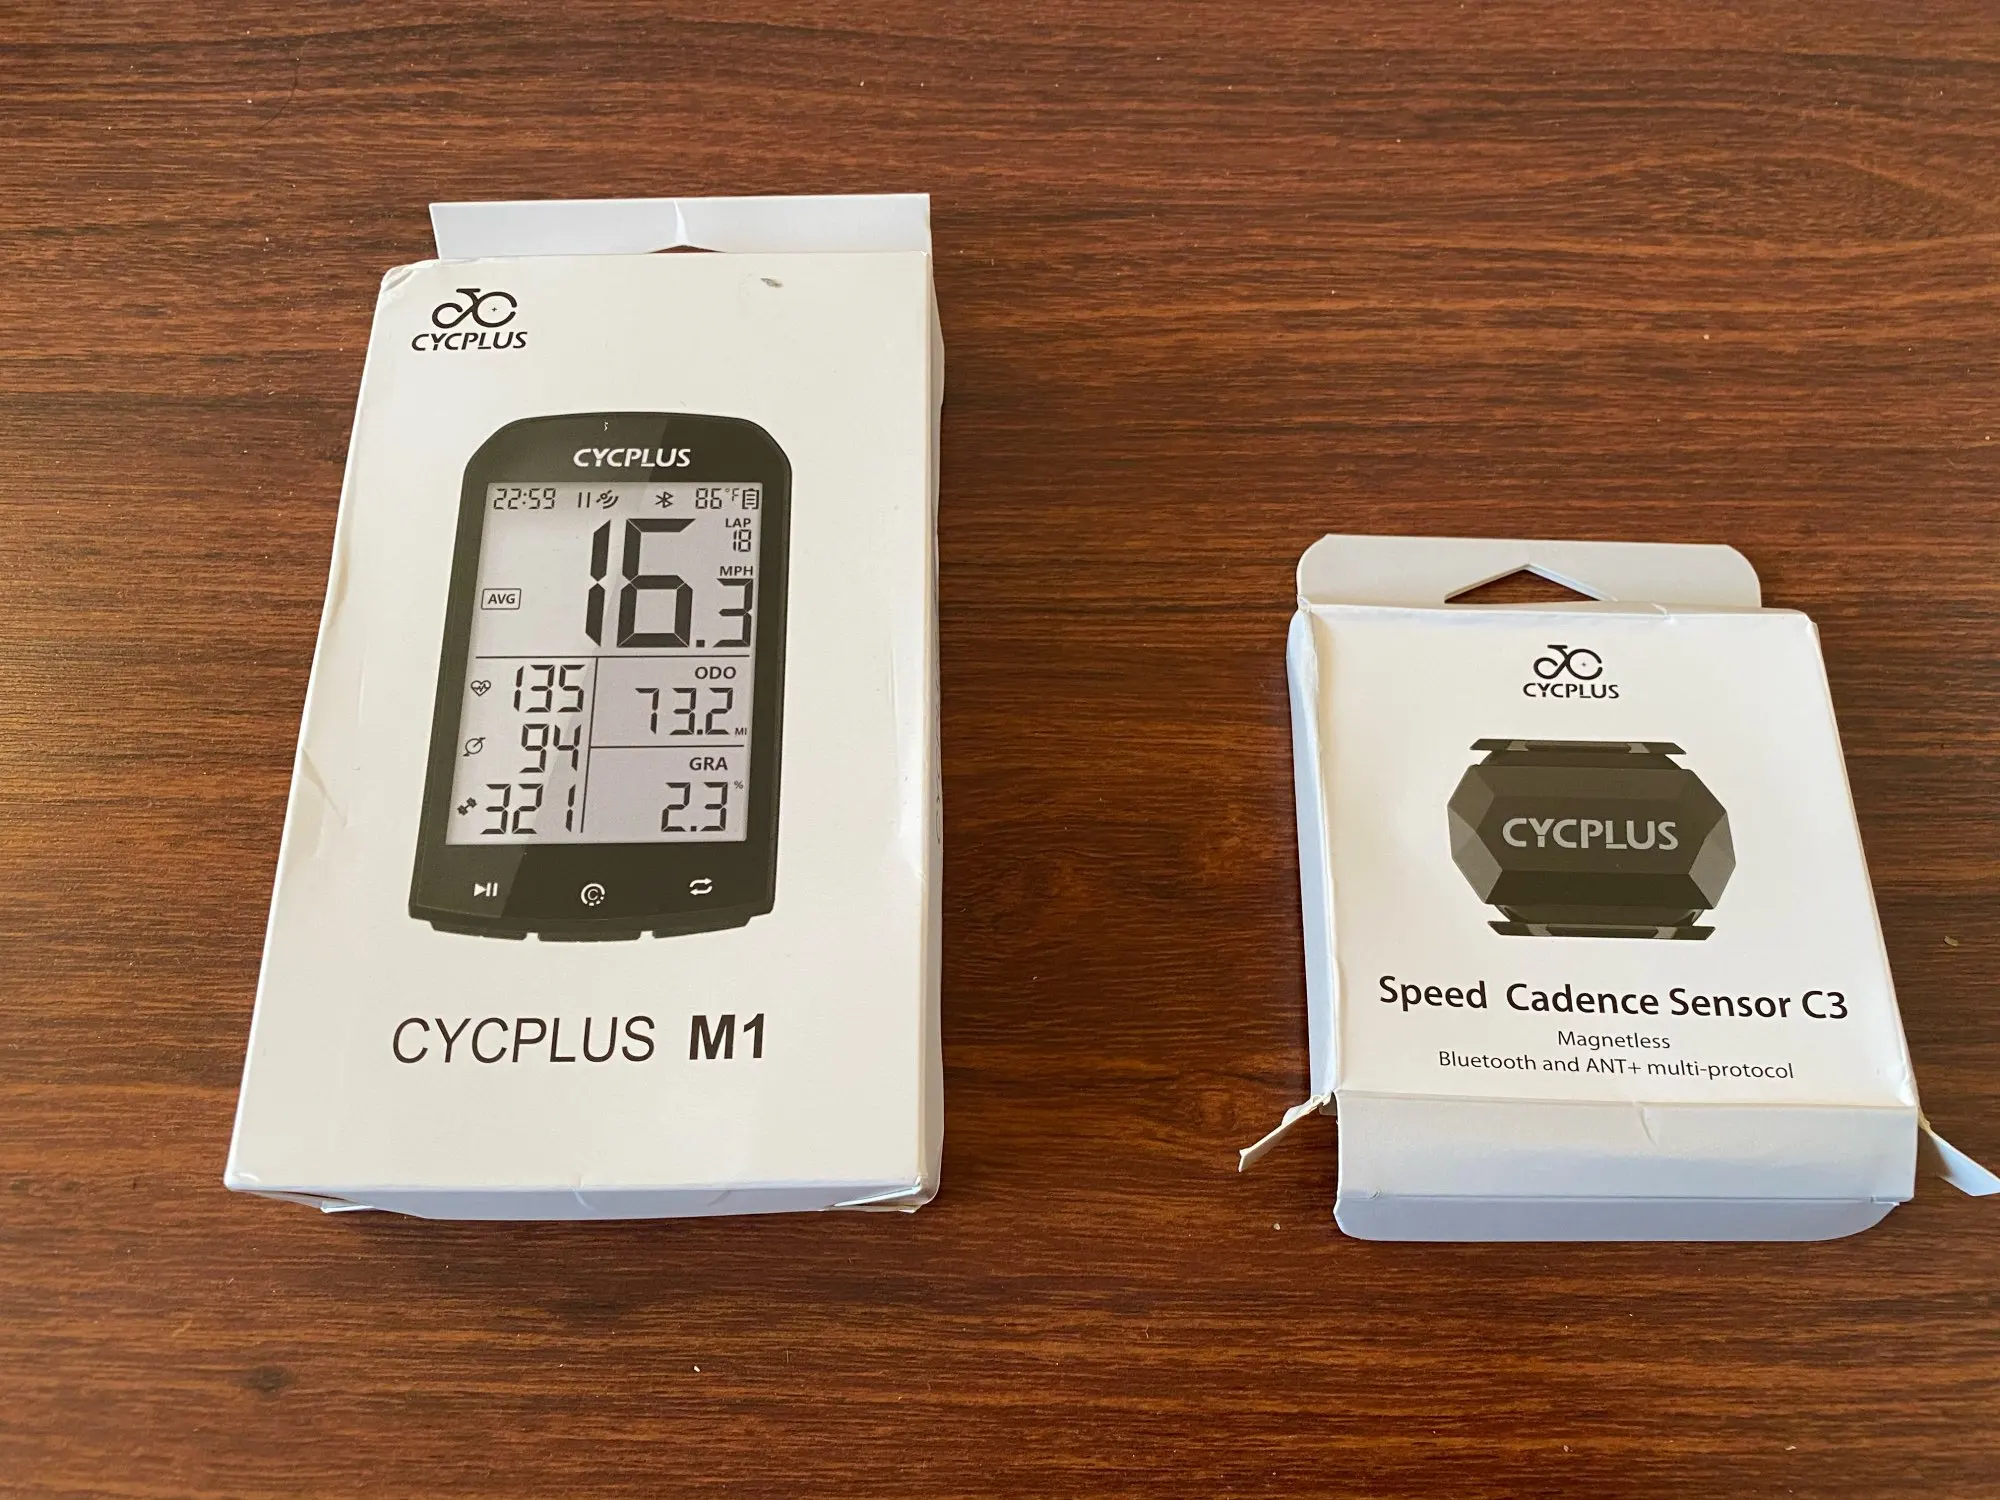 CYCPLUS
CYCPLUS
22:59 86°F
LAP
18
MPH
AVG
16.3
135
ODO
73.2 MI
94
GRA
321
2.3 %
CYCPLUS M1
CYCPLUS
CYCPLUS
Speed Cadence Sensor C3
Magnetless
Bluetooth and ANT+ multi-protocol